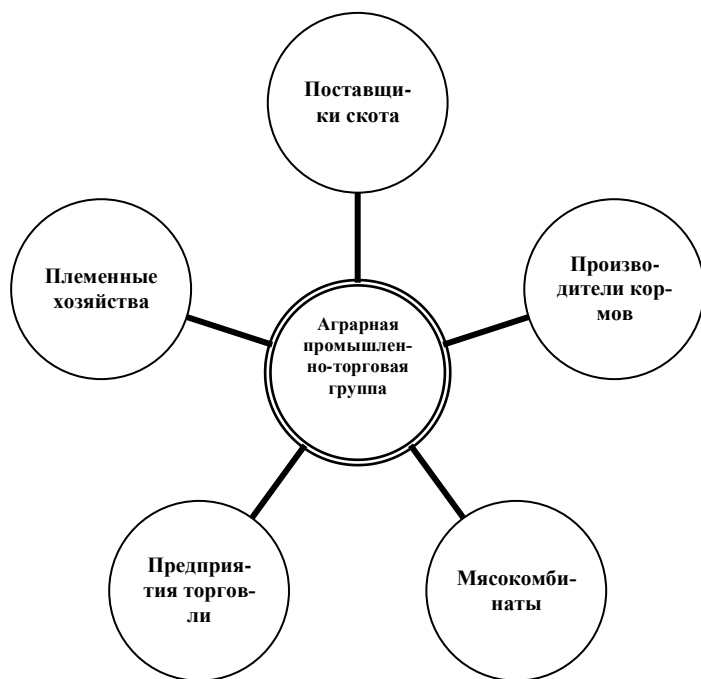 Поставщи-
ки скота
Племенные
хозяйства
Произво-
дители кор-
мов
Аграрная
промышлен-
но-торговая
группа
Предприя-
тия торгов-
ли
Мясокомби-
наты